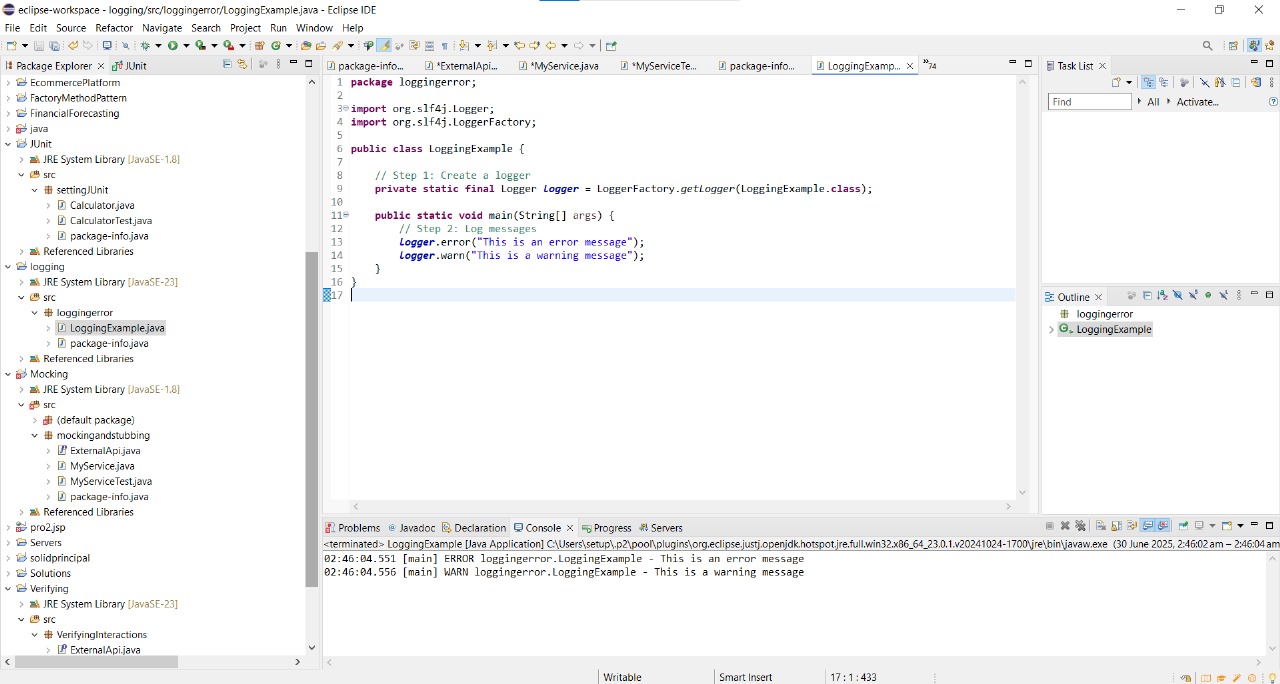 eclipse-workspace - logging/src/loggingerror/LoggingExample.java - Eclipse IDE
File Edit Source Refactor Navigate Search Project Run Window Help
Package Explorer JUnit
EcommercePlatform
FactoryMethodPattern
FinancialForecasting
java
JUnit
JRE System Library [JavaSE-1.8]
src
settingJUnit
Calculator.java
CalculatorTest.java
package-info.java
Referenced Libraries
logging
JRE System Library [JavaSE-23]
src
loggingerror
LoggingExample.java
package-info.java
Referenced Libraries
Mocking
JRE System Library [JavaSE-1.8]
src
(default package)
mockingandstubbing
ExternalApi.java
MyService.java
MyServiceTest.java
package-info.java
Referenced Libraries
pro2.jsp
Servers
solidprincipal
Solutions
Verifying
JRE System Library [JavaSE-23]
src
VerifyingInteractions
ExternalApi.java
package-info... *ExternalApi... *MyService.java *MyServiceTe... package-info... LoggingExamp... »74
1 package loggingerror;
2
3 import org.slf4j.Logger;
4 import org.slf4j.LoggerFactory;
5
6 public class LoggingExample {
7
8 // Step 1: Create a logger
9 private static final Logger logger = LoggerFactory.getLogger(LoggingExample.class);
10
11 public static void main(String[] args) {
12 // Step 2: Log messages
13 logger.error("This is an error message");
14 logger.warn("This is a warning message");
15 }
16 }
17
Task List
Find All Activate...
Outline
loggingerror
LoggingExample
Problems Javadoc Declaration Console Progress Servers
<terminated> LoggingExample [Java Application] C:\Users\setup\.p2\pool\plugins\org.eclipse.justj.openjdk.hotspot.jre.full.win32.x86_64_23.0.1.v20241024-1700\jre\bin\javaw.exe (30 June 2025, 2:46:02 am – 2:46:04 am
02:46:04.551 [main] ERROR loggingerror.LoggingExample - This is an error message
02:46:04.556 [main] WARN loggingerror.LoggingExample - This is a warning message
Writable Smart Insert 17 : 1 : 433